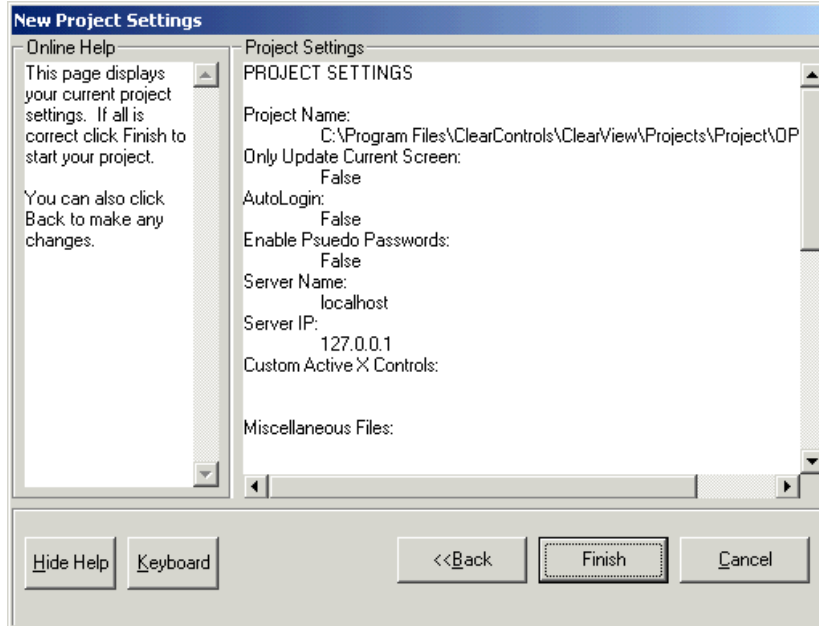 New Project Settings
Online Help
This page displays
your current project
settings. If all is
correct click Finish to
start your project.
You can also click
Back to make any
changes.
Project Settings
PROJECT SETTINGS
Project Name:
C:\Program Files\ClearControls\ClearView\Projects\Project\OP
Only Update Current Screen:
False
AutoLogin:
False
Enable Psuedo Passwords:
False
Server Name:
localhost
Server IP:
127.0.0.1
Custom Active X Controls:
Miscellaneous Files:
Hide Help
Keyboard
<<Back
Finish
Cancel